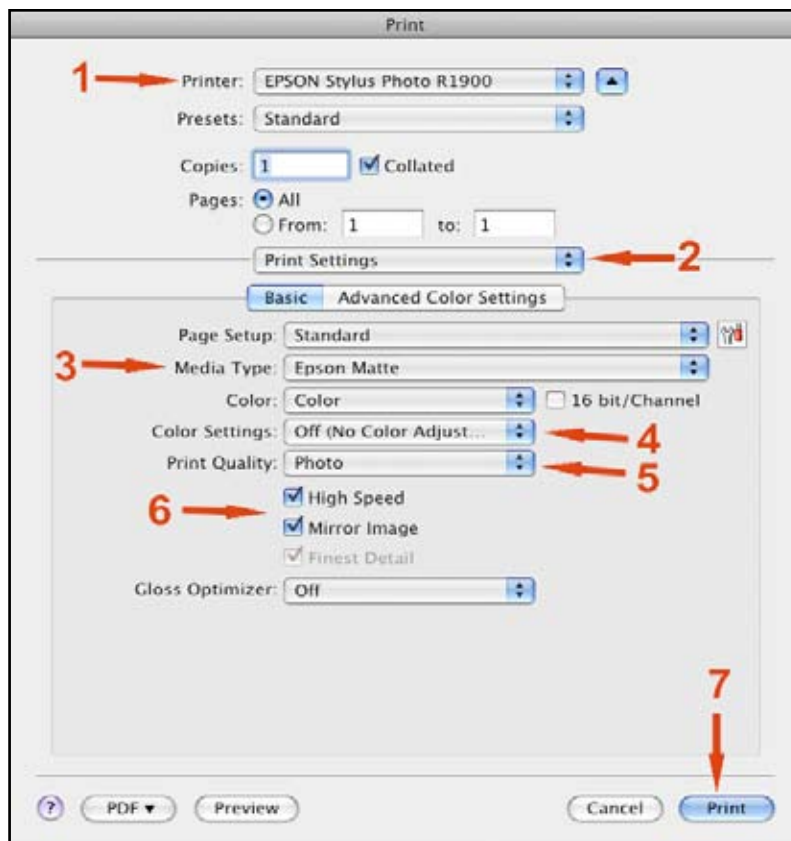 Print
1 Printer: EPSON Stylus Photo R1900
Presets: Standard
Copies: 1 Collated
Pages: All
From: 1 to: 1
Print Settings 2
Basic Advanced Color Settings
Page Setup: Standard
3 Media Type: Epson Matte
Color: Color 16 bit/Channel
Color Settings: Off (No Color Adjust... 4
Print Quality: Photo 5
6 High Speed
Mirror Image
Finest Detail
Gloss Optimizer: Off
7
? PDF Preview Cancel Print